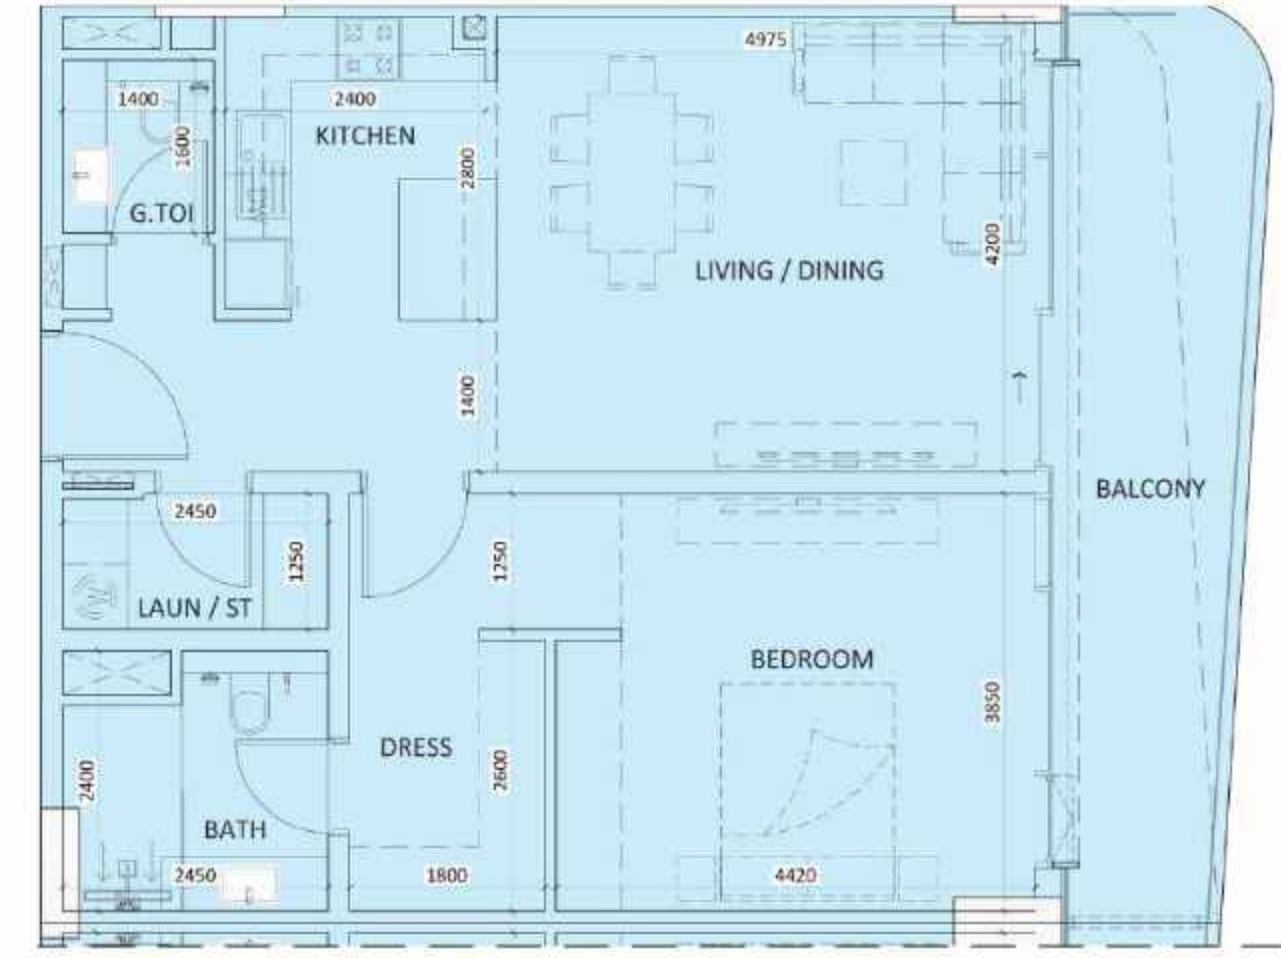 4975
1400
2400
KITCHEN
1600
2800
G.TOI
4200
LIVING / DINING
1400
BALCONY
2450
1250
1250
LAUN / ST
BEDROOM
3850
DRESS
2400
2600
BATH
2450
1800
4420